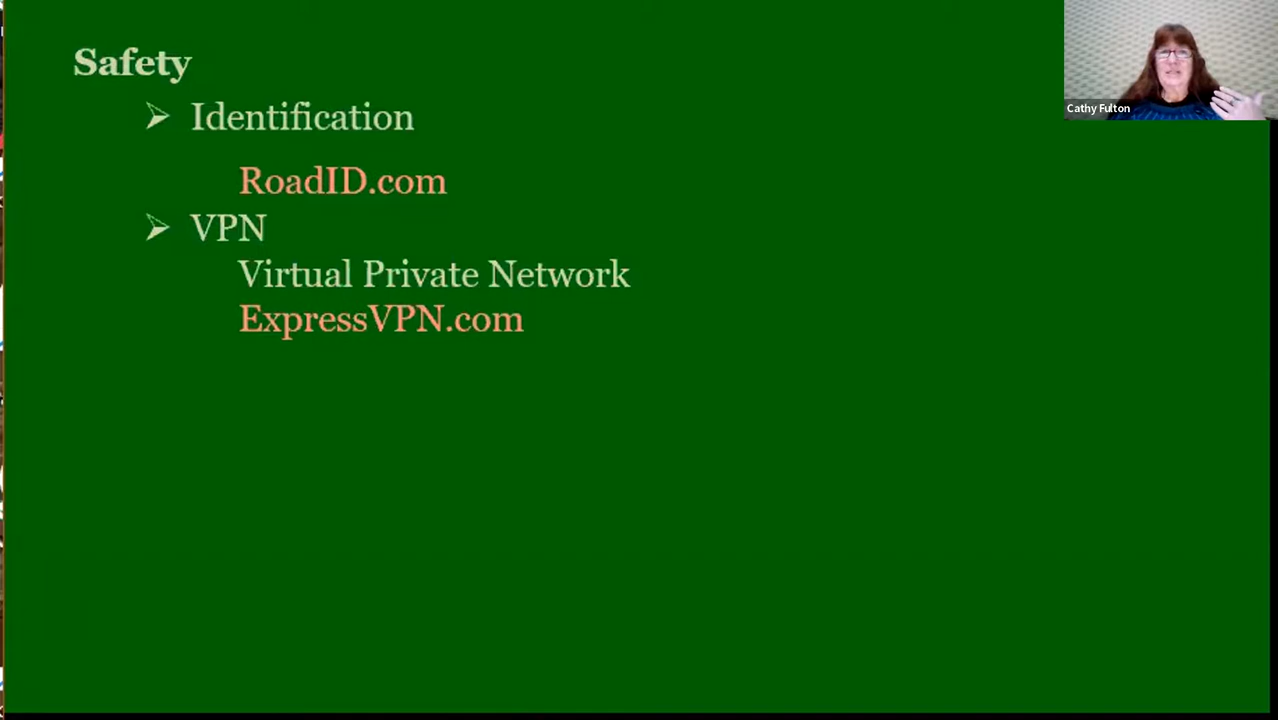 Safety
Identification
RoadID.com
VPN
Virtual Private Network
ExpressVPN.com
Cathy Fulton